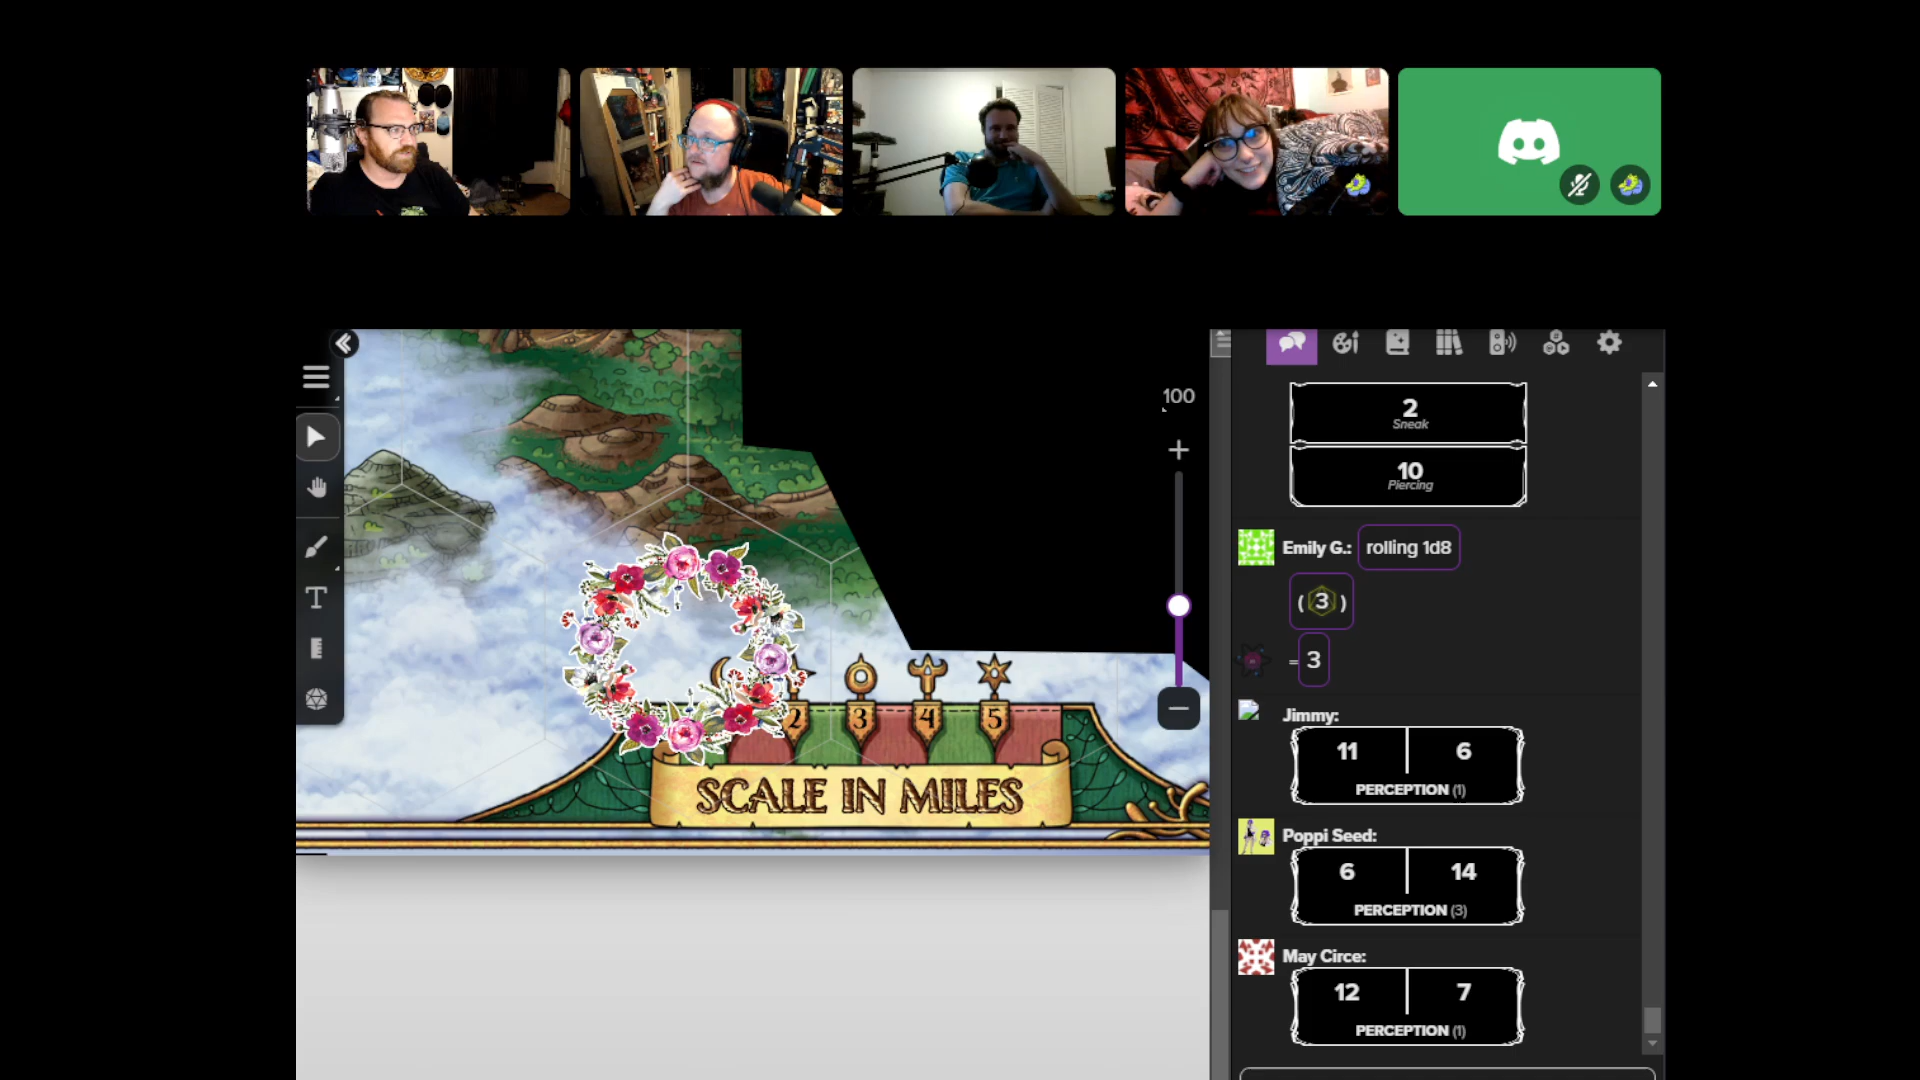 100
2
3
4
5
SCALE IN MILES
2
Sneak
10
Piercing
Emily G.: rolling 1d8
(3)
=3
Jimmy:
11 6
PERCEPTION (1)
Poppi Seed:
6 14
PERCEPTION (3)
May Circe:
12 7
PERCEPTION (1)